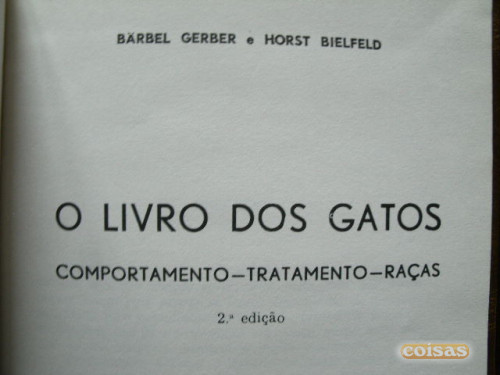 BÄRBEL GERBER e HORST BIELFELD
O LIVRO DOS GATOS
COMPORTAMENTO—TRATAMENTO—RAÇAS
2.ª edição
coisas